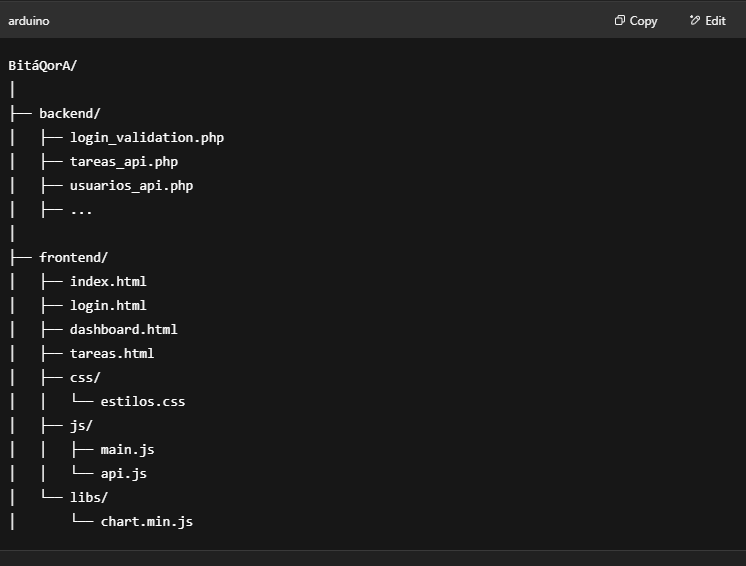 arduino Copy Edit
BitáQorA/
│
├── backend/
│   ├── login_validation.php
│   ├── tareas_api.php
│   ├── usuarios_api.php
│   ├── ...
│
├── frontend/
│   ├── index.html
│   ├── login.html
│   ├── dashboard.html
│   ├── tareas.html
│   ├── css/
│   │   └── estilos.css
│   ├── js/
│   │   ├── main.js
│   │   └── api.js
│   └── libs/
│       └── chart.min.js